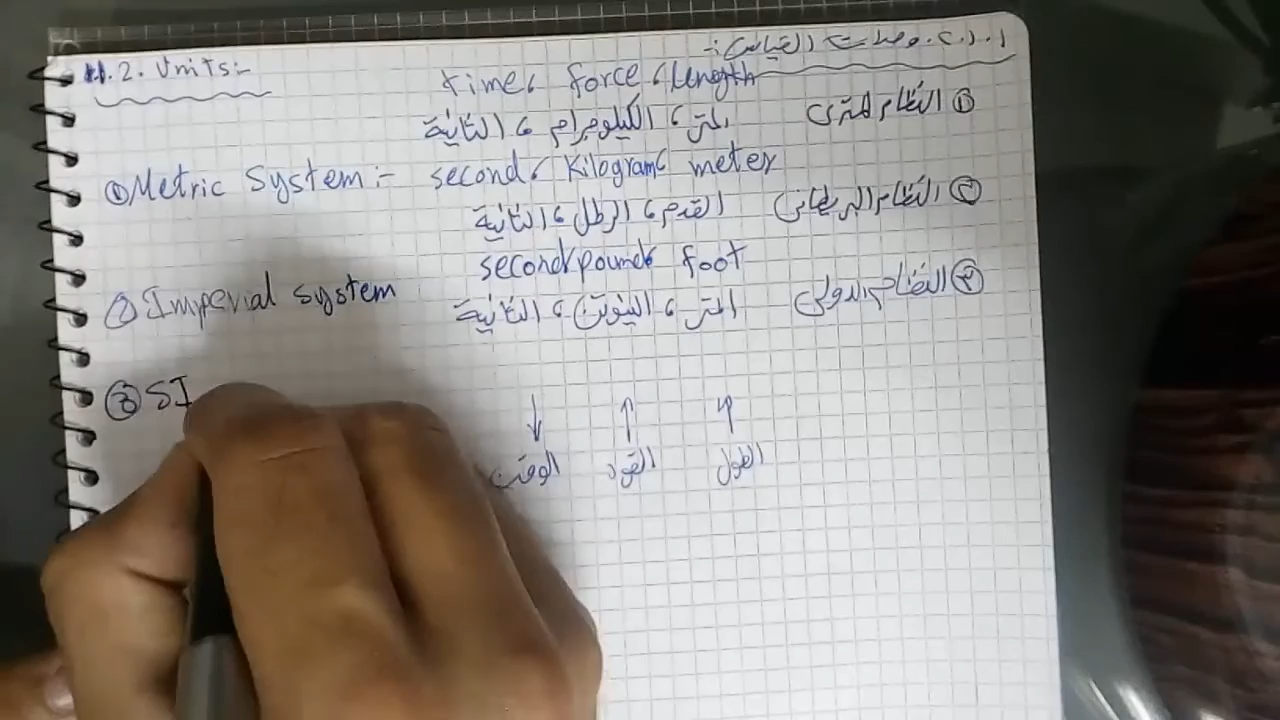 1.2. Units:-
١.٢. وحدات القياس:-
time، force، Length
① النظام المتري
المتر، الكيلوجرام، الثانية
① Metric System:- second، Kilogram، meter
② النظام البريطاني
القدم، الرطل، الثانية
second، pound، foot
② Imperial system
③ النظام الدولي
المتر، النيوتن، الثانية
③ SI
↓ ↑ ↑
الوقت القوة الطول